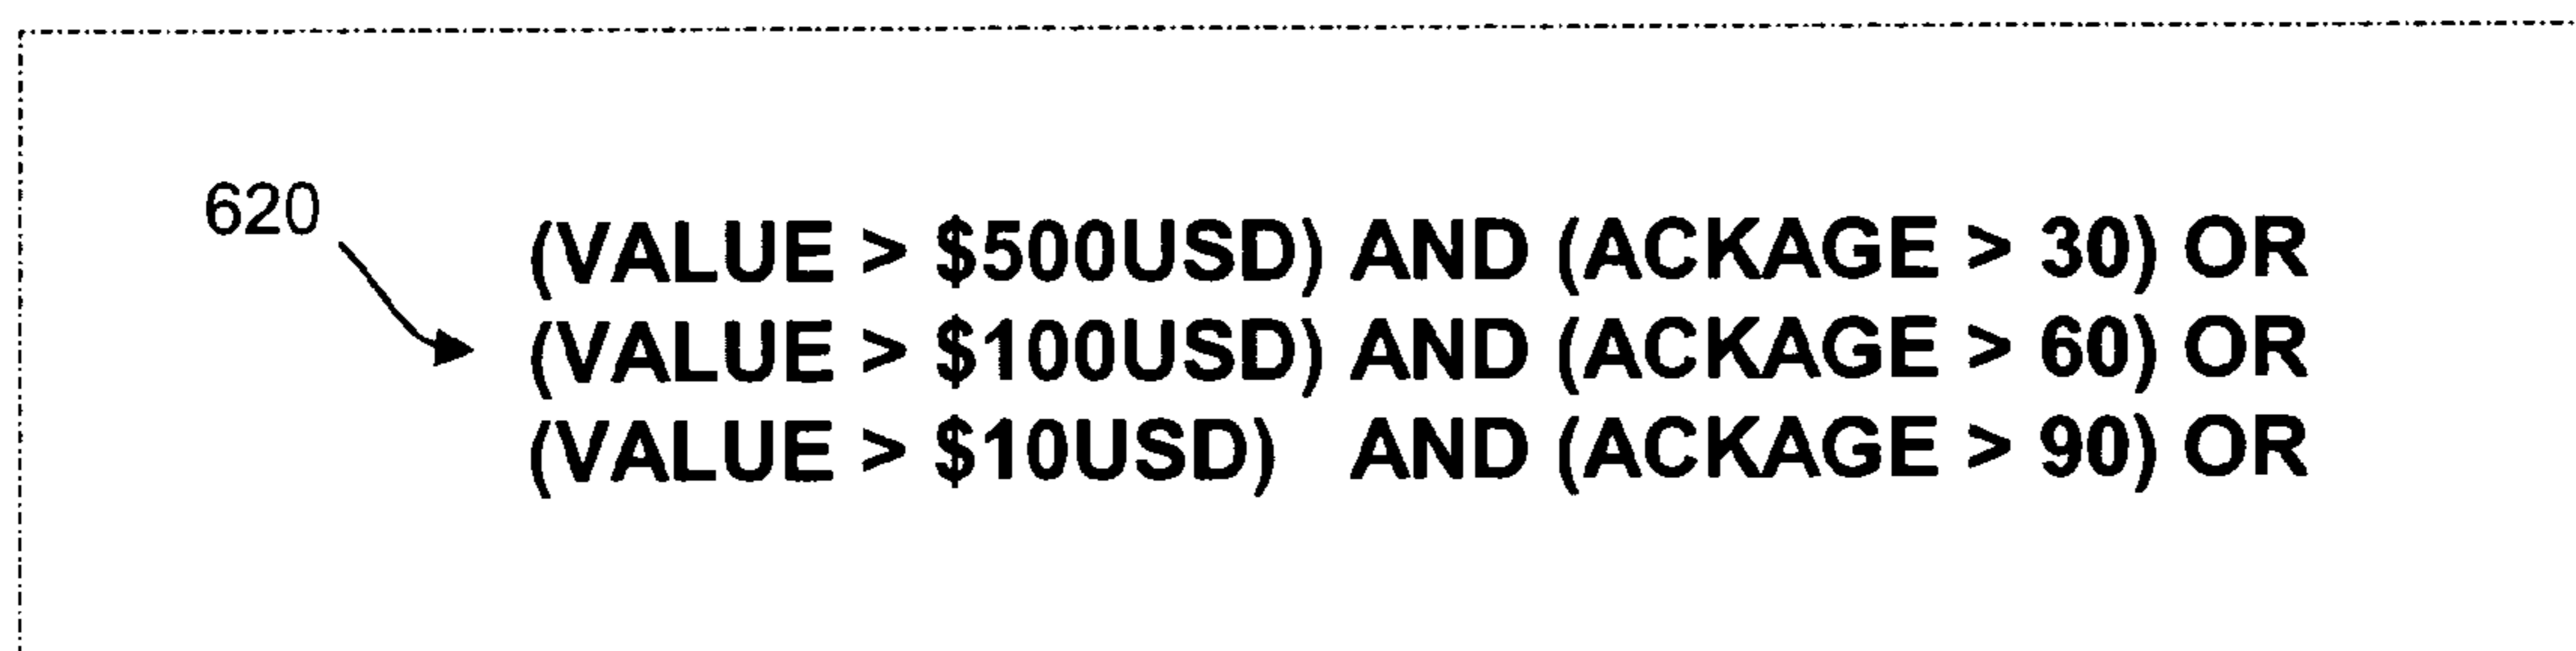 620
(VALUE > $500USD) AND (ACKAGE > 30) OR
(VALUE > $100USD) AND (ACKAGE > 60) OR
(VALUE > $10USD) AND (ACKAGE > 90) OR